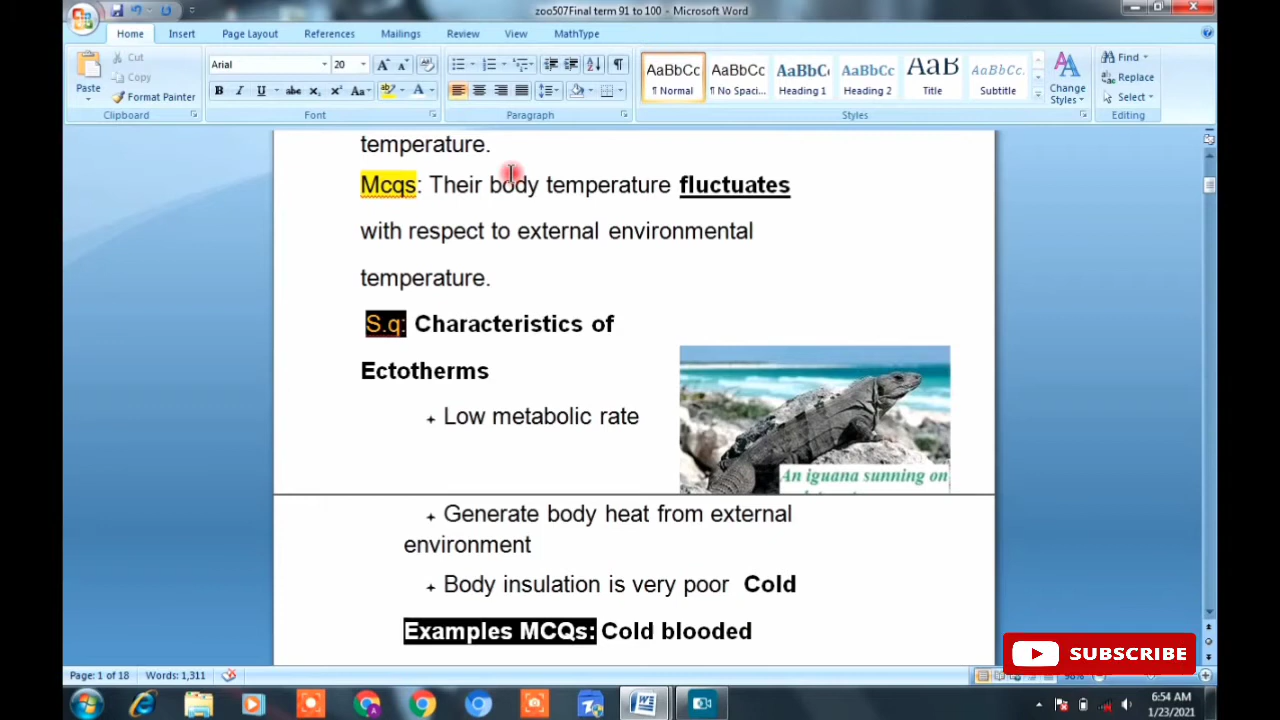 zoo507Final term 91 to 100 - Microsoft Word
Home Insert Page Layout References Mailings Review View MathType
Paste
Cut
Copy
Format Painter
Clipboard
Arial 20
Font
Paragraph
AaBbCc AaBbCc AaBbC AaBbCc AaB AaBbCc.
¶ Normal ¶ No Spaci... Heading 1 Heading 2 Title Subtitle
Change Styles
Styles
Find
Replace
Select
Editing
temperature.
Mcqs: Their body temperature fluctuates
with respect to external environmental
temperature.
S.q: Characteristics of
Ectotherms
Low metabolic rate
An iguana sunning on
Generate body heat from external
environment
Body insulation is very poor Cold
Examples MCQs: Cold blooded
SUBSCRIBE
Page: 1 of 18 Words: 1,311
6:54 AM
1/23/2021